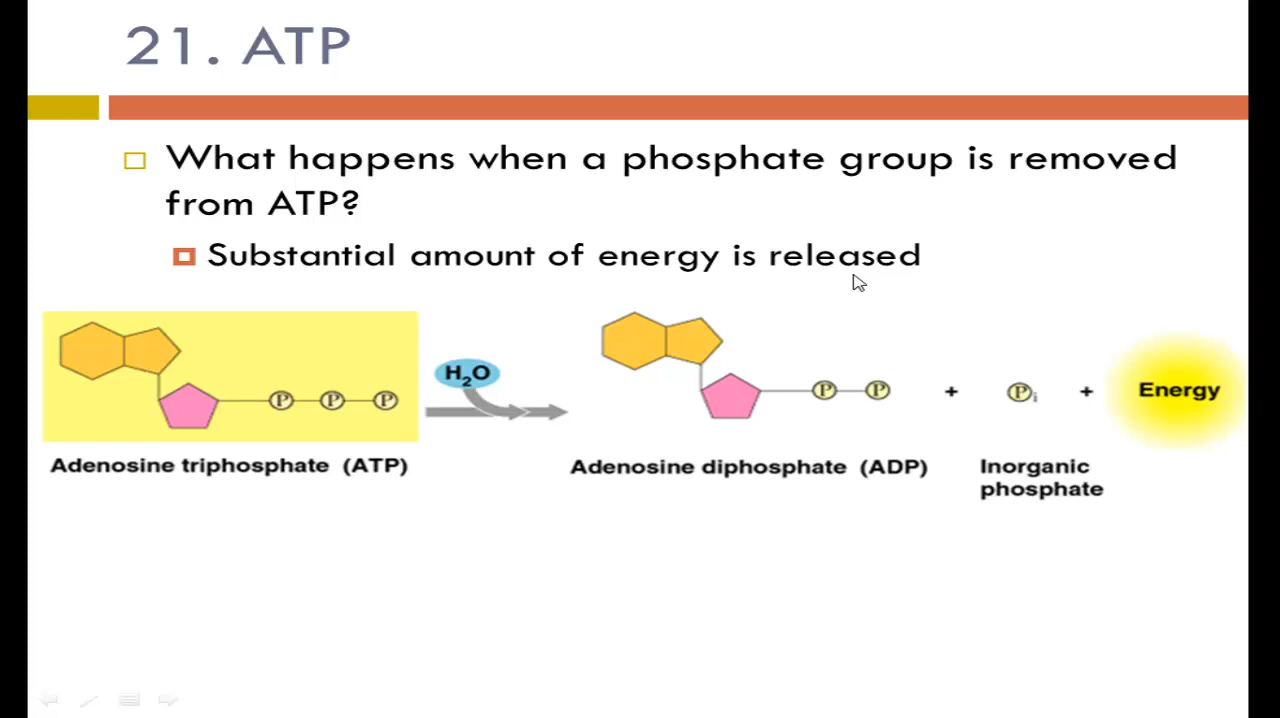 21. ATP
What happens when a phosphate group is removed
from ATP?
Substantial amount of energy is released
H₂O
P P P
P P
+
Pi
+
Energy
Adenosine triphosphate (ATP)
Adenosine diphosphate (ADP)
Inorganic
phosphate